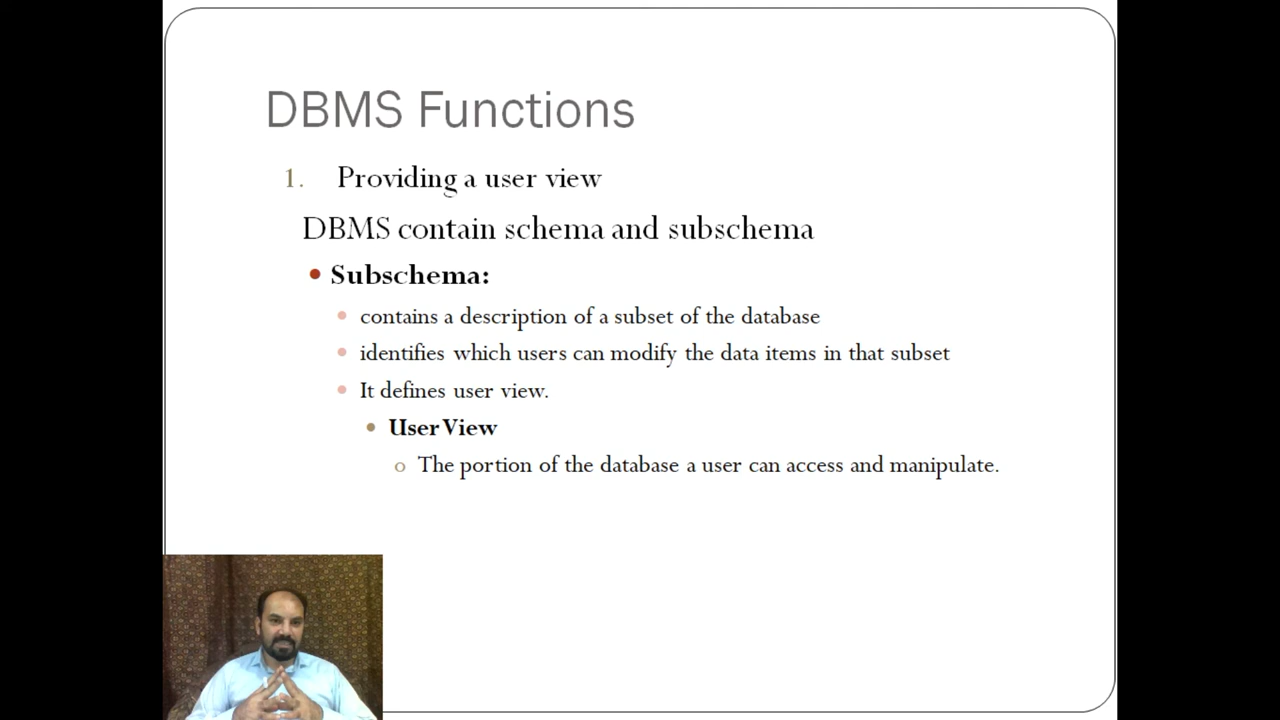 DBMS Functions
1. Providing a user view
DBMS contain schema and subschema
• Subschema:
• contains a description of a subset of the database
• identifies which users can modify the data items in that subset
• It defines user view.
• User View
o The portion of the database a user can access and manipulate.